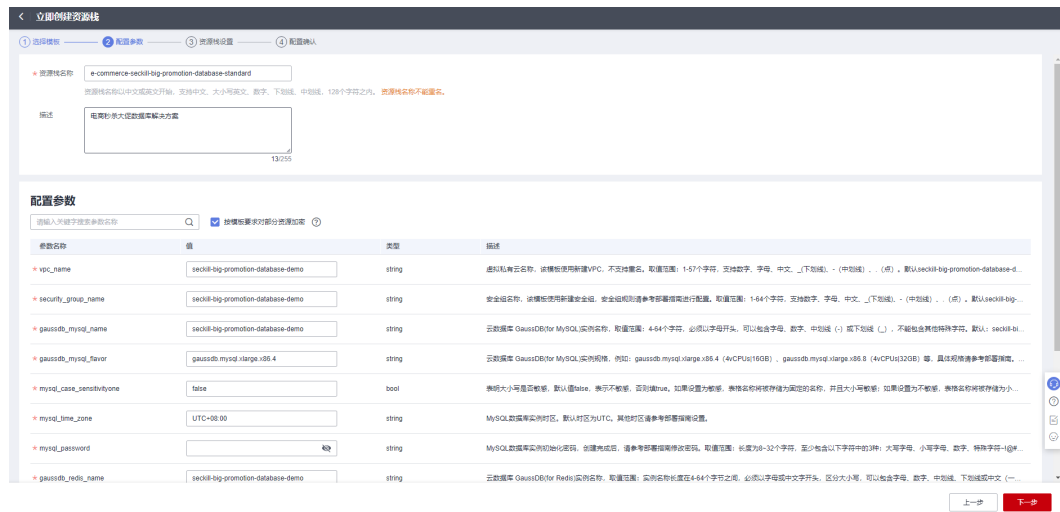 立即创建资源栈
1 选择模板 2 配置参数 3 资源栈设置 4 配置确认
* 资源栈名称 e-commerce-seckill-big-promotion-database-standard
资源栈名称以中文或英文开始，支持中文、大小写英文、数字、下划线、中划线，128个字符之内。资源栈名称不能重名。
描述 电商秒杀大促数据库解决方案
13/255
配置参数
请输入关键字搜索参数名称 按模板要求对部分资源加密
参数名称 值 类型 描述
* vpc_name seckill-big-promotion-database-demo string 虚拟私有云名称，该模板使用新建VPC，不支持重名。取值范围：1-57个字符，支持数字、字母、中文、_(下划线)、-（中划线）、.（点）。默认seckill-big-promotion-database-d...
* security_group_name seckill-big-promotion-database-demo string 安全组名称，该模板使用新建安全组，安全组规则请参考部署指南进行配置。取值范围：1-64个字符，支持数字、字母、中文、_(下划线)、-（中划线）、.（点）。默认seckill-big-...
* gaussdb_mysql_name seckill-big-promotion-database-demo string 云数据库 GaussDB(for MySQL)实例名称，取值范围：4-64个字符，必须以字母开头，可以包含字母、数字、中划线（-）或下划线（_），不能包含其他特殊字符。默认：seckill-bi...
* gaussdb_mysql_flavor gaussdb.mysql.xlarge.x86.4 string 云数据库 GaussDB(for MySQL)实例规格，例如：gaussdb.mysql.xlarge.x86.4（4vCPUs|16GB）、gaussdb.mysql.xlarge.x86.8（4vCPUs|32GB）等，具体规格请参考部署指南。...
* mysql_case_sensitivityone false bool 表明大小写是否敏感，默认值false，表示不敏感，否则填true。如果设置为敏感，表格名称将被存储为固定的名称，并且大小写敏感；如果设置为不敏感，表格名称将被存储为小...
* mysql_time_zone UTC+08:00 string MySQL数据库实例时区。默认时区为UTC，其他时区请参考部署指南设置。
* mysql_password string MySQL数据库实例初始化密码，创建完成后，请参考部署指南修改密码。取值范围：长度为8~32个字符，至少包含以下字符中的3种：大写字母、小写字母、数字、特殊字符~!@#...
* gaussdb_redis_name seckill-big-promotion-database-demo string 云数据库 GaussDB(for Redis)实例名称，取值范围：实例名称长度在4-64个字节之间，必须以字母或中文字开头，区分大小写，可以包含字母、数字、中划线、下划线或中文（一...
上一步 下一步